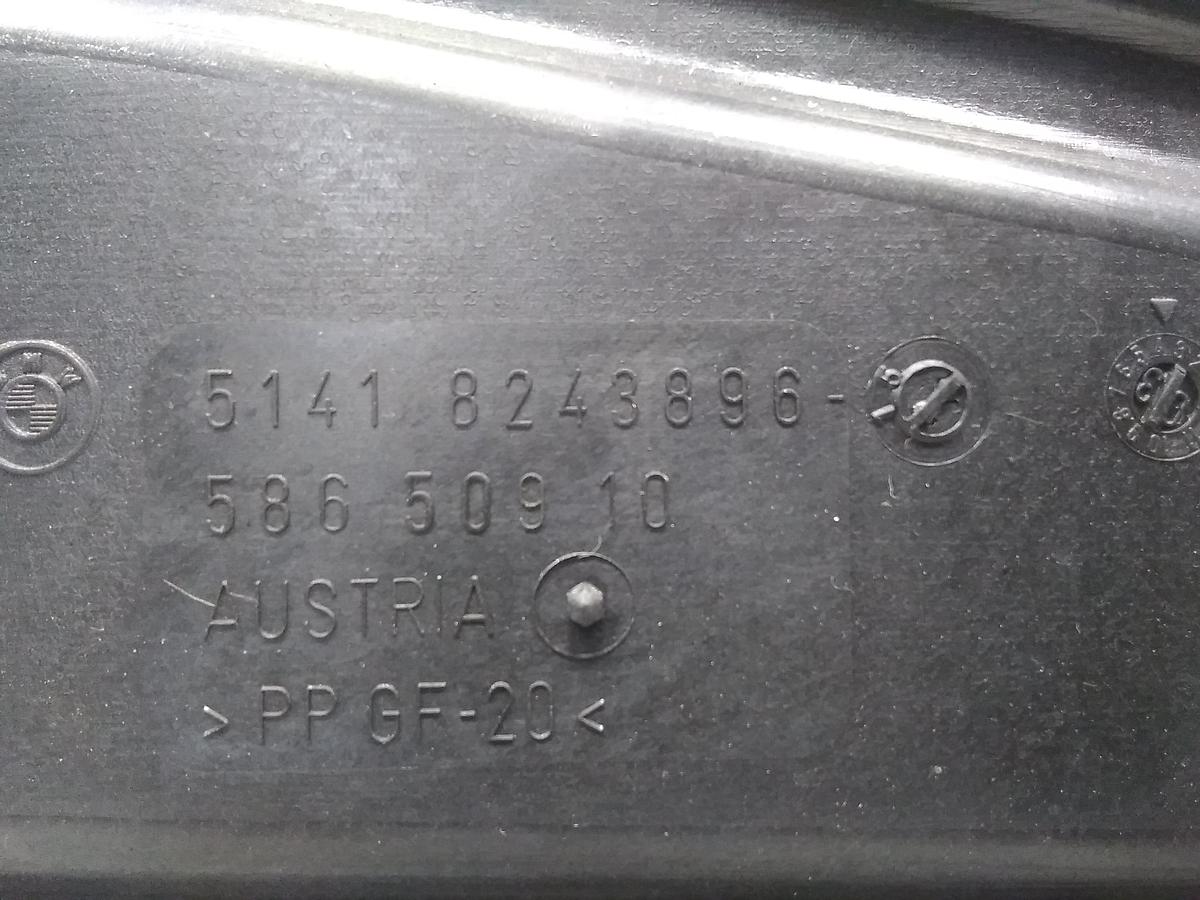 5141 8243896-
586 509 10
AUSTRIA
>PP GF-20<